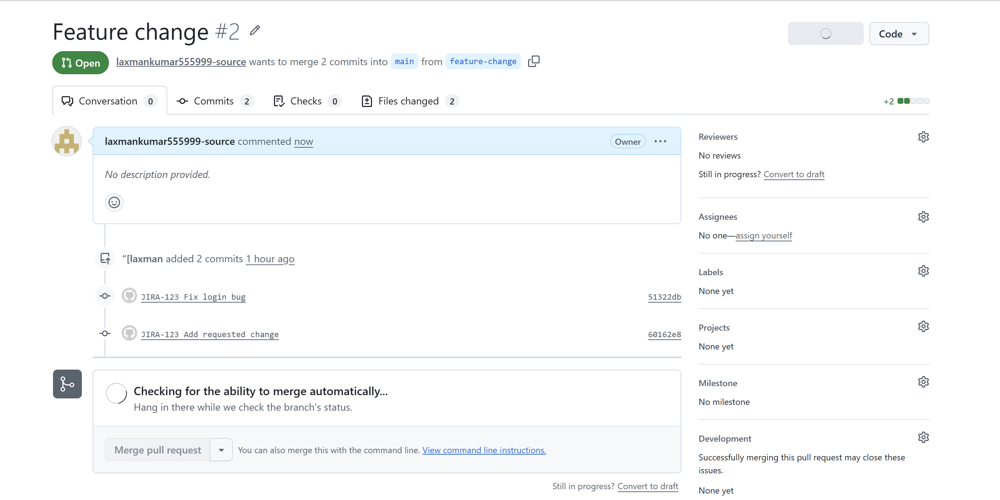 Feature change #2
Code
Open
laxmankumar555999-source wants to merge 2 commits into main from feature-change
Conversation 0
Commits 2
Checks 0
Files changed 2
+2
laxmankumar555999-source commented now
Owner
No description provided.
“[laxman added 2 commits 1 hour ago
JIRA-123 Fix login bug
51322db
JIRA-123 Add requested change
60162e8
Checking for the ability to merge automatically...
Hang in there while we check the branch's status.
Merge pull request
You can also merge this with the command line. View command line instructions.
Still in progress? Convert to draft
Reviewers
No reviews
Still in progress? Convert to draft
Assignees
No one—assign yourself
Labels
None yet
Projects
None yet
Milestone
No milestone
Development
Successfully merging this pull request may close these
issues.
None yet